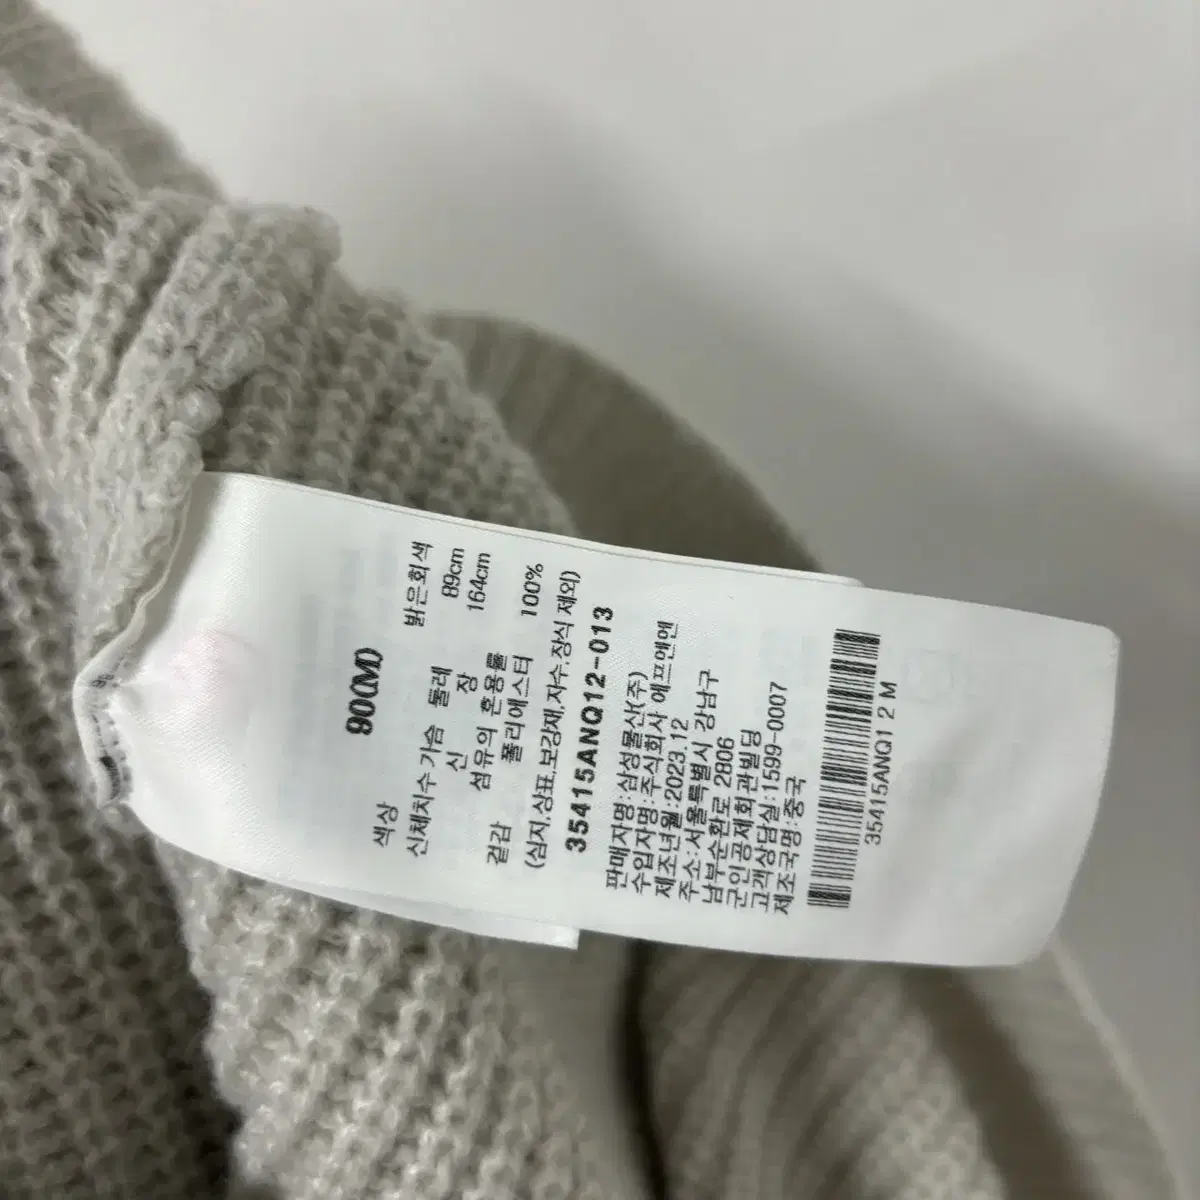 90(M)
색상 밝은회색
신체치수 가슴 둘레 89cm
신 장 164cm
섬유의 혼용률
겉감 폴리에스터 100%
(심지,상표,보강재,자수,장식 제외)
35415ANQ12-013
판매자명:삼성물산(주)
수입자명:주식회사 에프앤엔
제조년월:2023.12
주소:서울특별시 강남구
남부순환로 2806
군인공제회관빌딩
고객상담실:1599-0007
제조국명:중국
35415ANQ12M